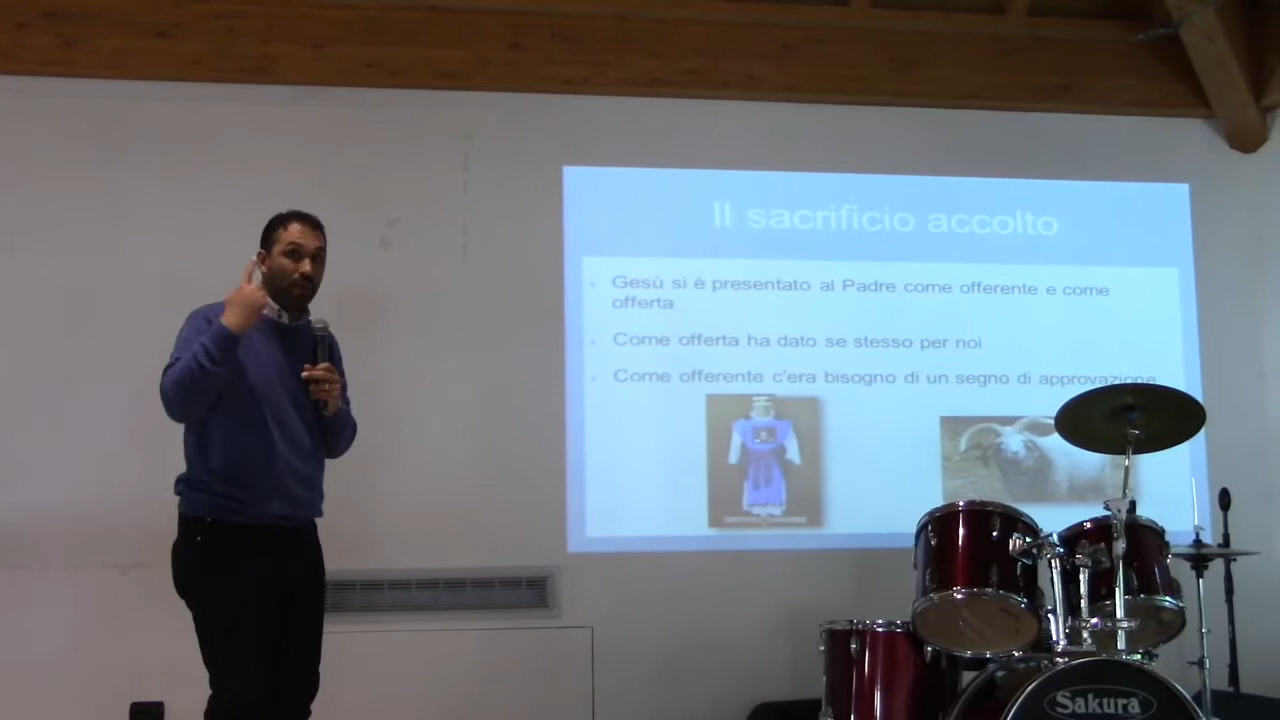 Il sacrificio accolto
Gesù si è presentato al Padre come offerente e come
offerta
Come offerta ha dato se stesso per noi
Come offerente c'era bisogno di un segno di approvazione
Sakura